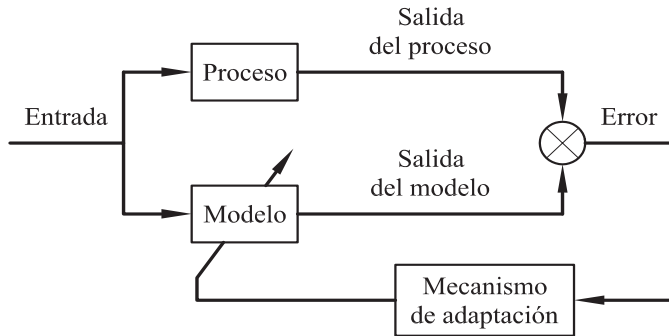 Salida
del proceso
Proceso
Entrada
Error
Salida
del modelo
Modelo
Mecanismo
de adaptación